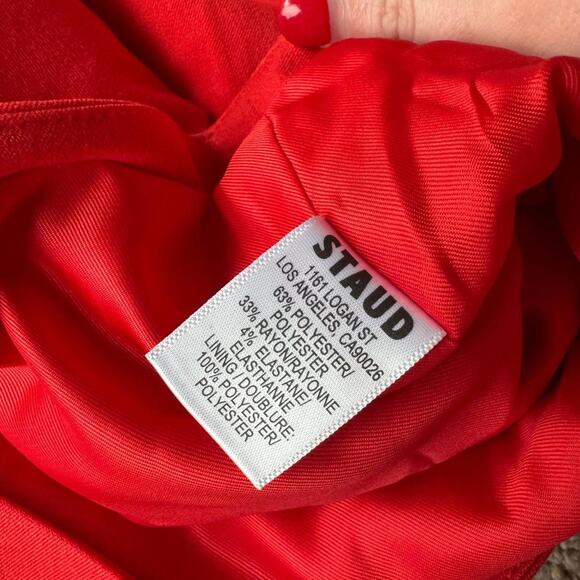 STAUD
1161 LOGAN ST
LOS ANGELES, CA90026
63% POLYESTER/
POLYESTER
33% RAYON/RAYONNE
4% ELASTANE/
ELASTHANNE
LINING, DOUBLURE:
100% POLYESTER/
POLYESTER